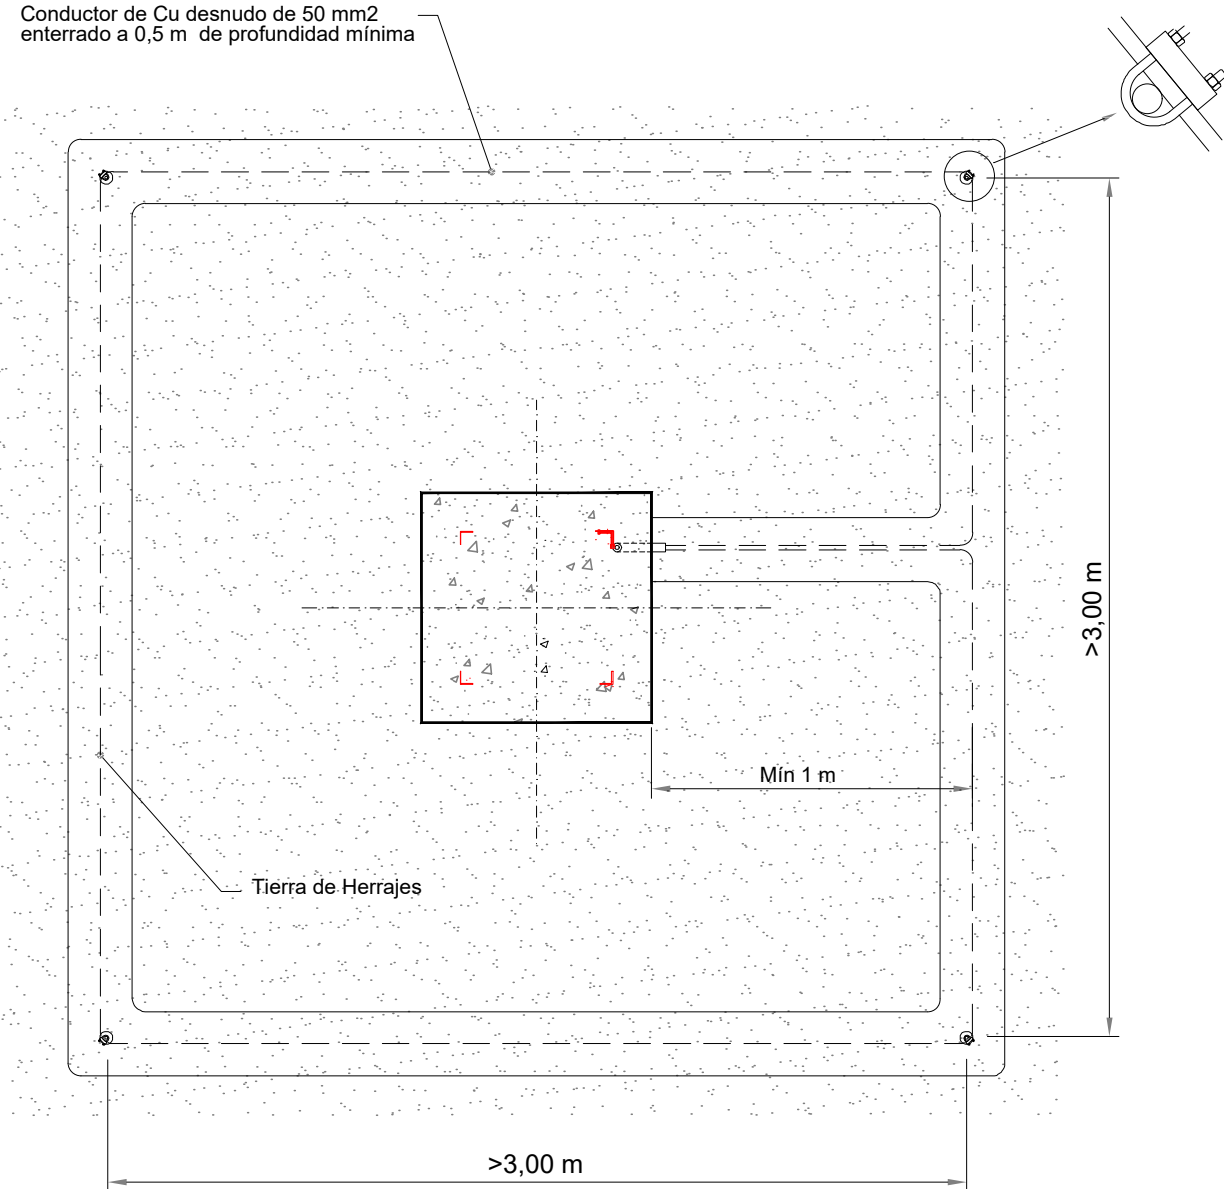 Conductor de Cu desnudo de 50 mm2
enterrado a 0,5 m de profundidad mínima
>3,00 m
Mín 1 m
Tierra de Herrajes
>3,00 m